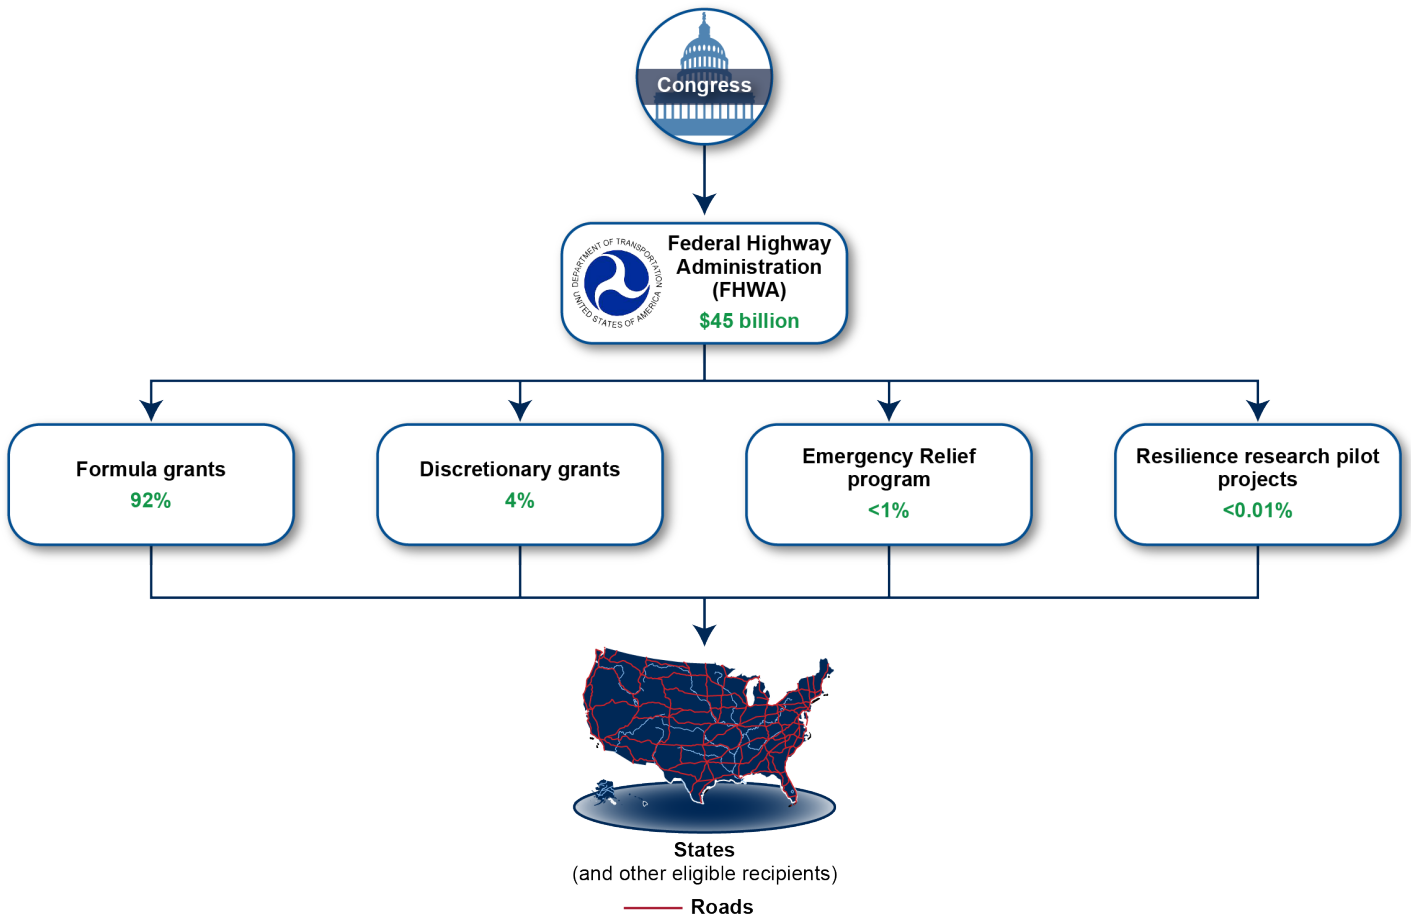 Congress
DEPARTMENT OF TRANSPORTATION
UNITED STATES OF AMERICA
Federal Highway
Administration
(FHWA)
$45 billion
Formula grants
92%
Discretionary grants
4%
Emergency Relief
program
<1%
Resilience research pilot
projects
<0.01%
States
(and other eligible recipients)
Roads